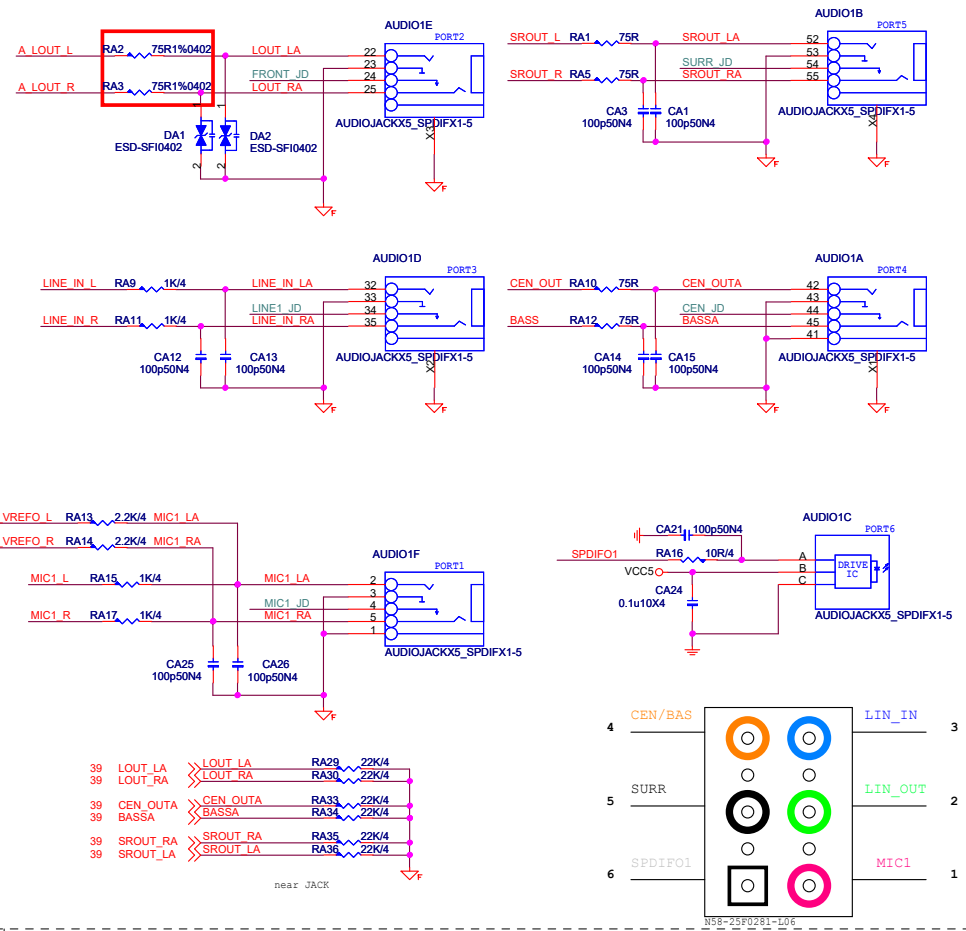 AUDIO1E
PORT2
A_LOUT_L RA2 75R1%0402 LOUT_LA 22
23
FRONT_JD 24
A_LOUT_R RA3 75R1%0402 LOUT_RA 25
1 1
DA1 ESD-SFI0402
DA2 ESD-SFI0402
2 2
AUDIOJACKX5_SPDIFX1-5
X3
F
F
AUDIO1B
PORT5
SROUT_L RA1 75R SROUT_LA 52
53
SURR_JD 54
SROUT_R RA5 75R SROUT_RA 55
CA3 100p50N4
CA1 100p50N4
AUDIOJACKX5_SPDIFX1-5
X4
F
F
AUDIO1D
PORT3
LINE_IN_L RA9 1K/4 LINE_IN_LA 32
33
LINE1_JD 34
LINE_IN_R RA11 1K/4 LINE_IN_RA 35
CA12 100p50N4
CA13 100p50N4
AUDIOJACKX5_SPDIFX1-5
X2
F
F
AUDIO1A
PORT4
CEN_OUT RA10 75R CEN_OUTA 42
43
CEN_JD 44
BASS RA12 75R BASSA 45
41
CA14 100p50N4
CA15 100p50N4
AUDIOJACKX5_SPDIFX1-5
X1
F
F
VREFO_L RA13 2.2K/4 MIC1_LA
VREFO_R RA14 2.2K/4 MIC1_RA
AUDIO1F
PORT1
MIC1_L RA15 1K/4 MIC1_LA 2
3
MIC1_JD 4
MIC1_R RA17 1K/4 MIC1_RA 5
1
CA25 100p50N4
CA26 100p50N4
AUDIOJACKX5_SPDIFX1-5
F
AUDIO1C
PORT6
CA21 100p50N4
SPDIFO1 RA16 10R/4 A
VCC5 B
C
DRIVE
IC
CA24
0.1u10X4
AUDIOJACKX5_SPDIFX1-5
39 LOUT_LA LOUT_LA RA29 22K/4
39 LOUT_RA LOUT_RA RA30 22K/4
39 CEN_OUTA CEN_OUTA RA33 22K/4
39 BASSA BASSA RA34 22K/4
39 SROUT_RA SROUT_RA RA35 22K/4
39 SROUT_LA SROUT_LA RA36 22K/4
F
near JACK
4 CEN/BAS LIN_IN 3
5 SURR LIN_OUT 2
6 SPDIFO1 MIC1 1
N58-25F0281-L06